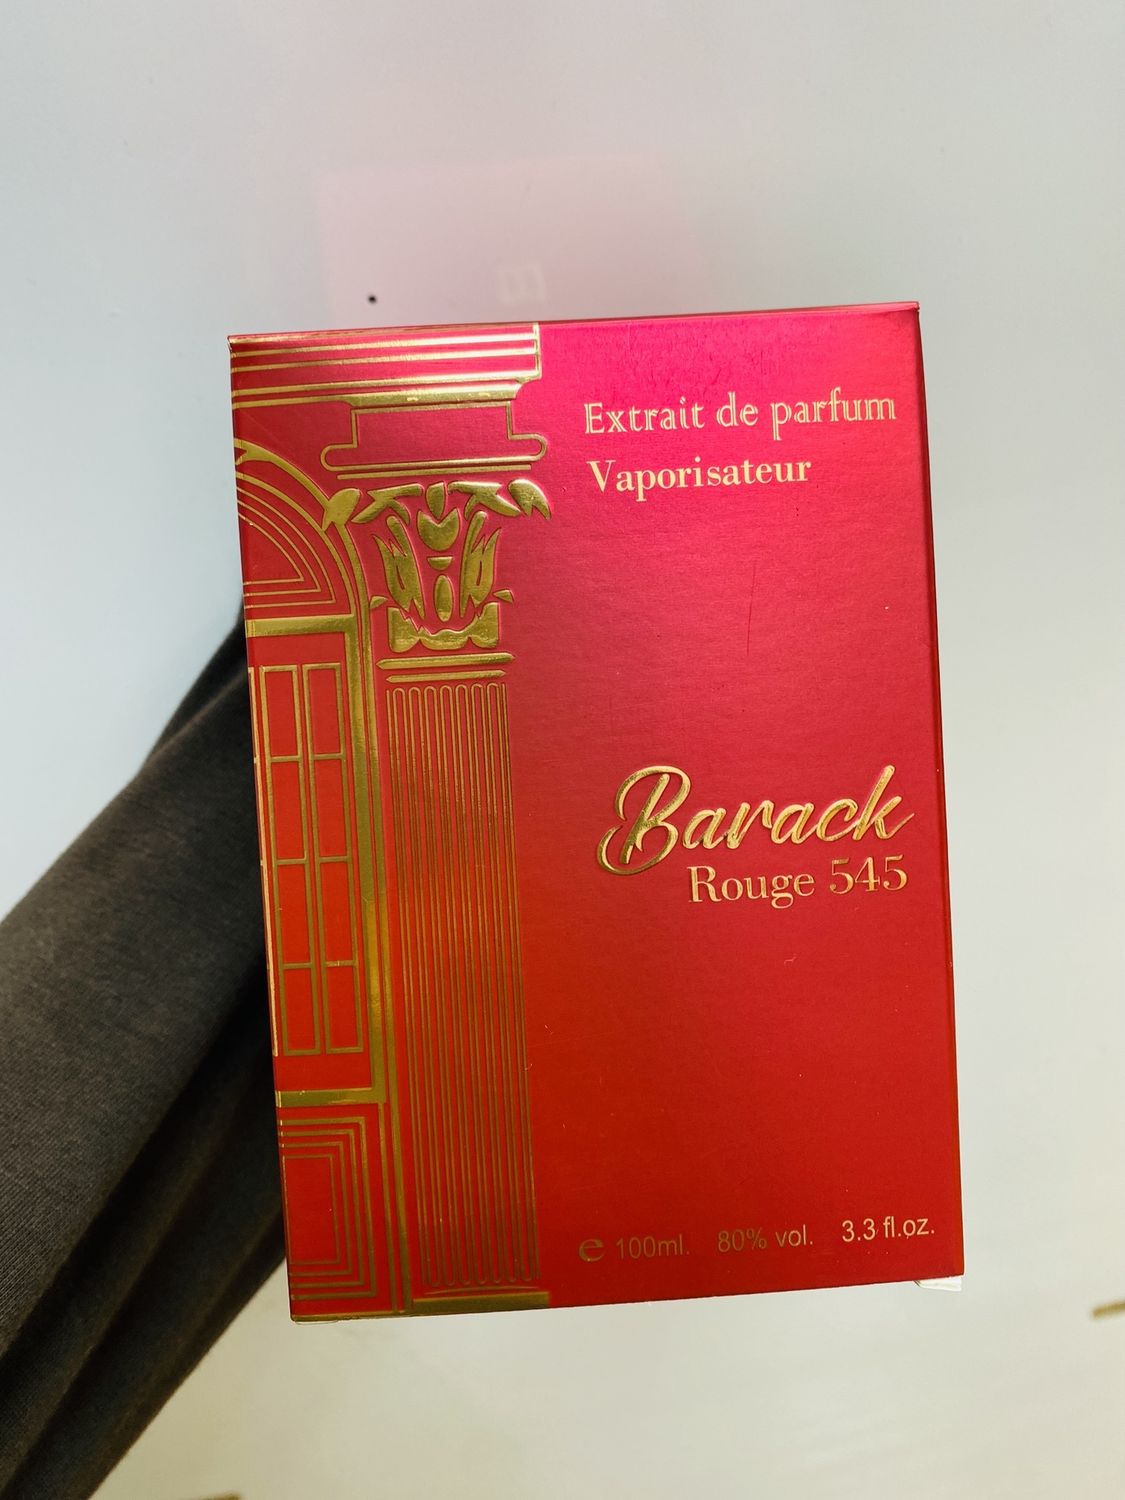 Extrait de parfum
Vaporisateur
Barack
Rouge 545
e 100ml. 80% vol. 3.3 fl.oz.